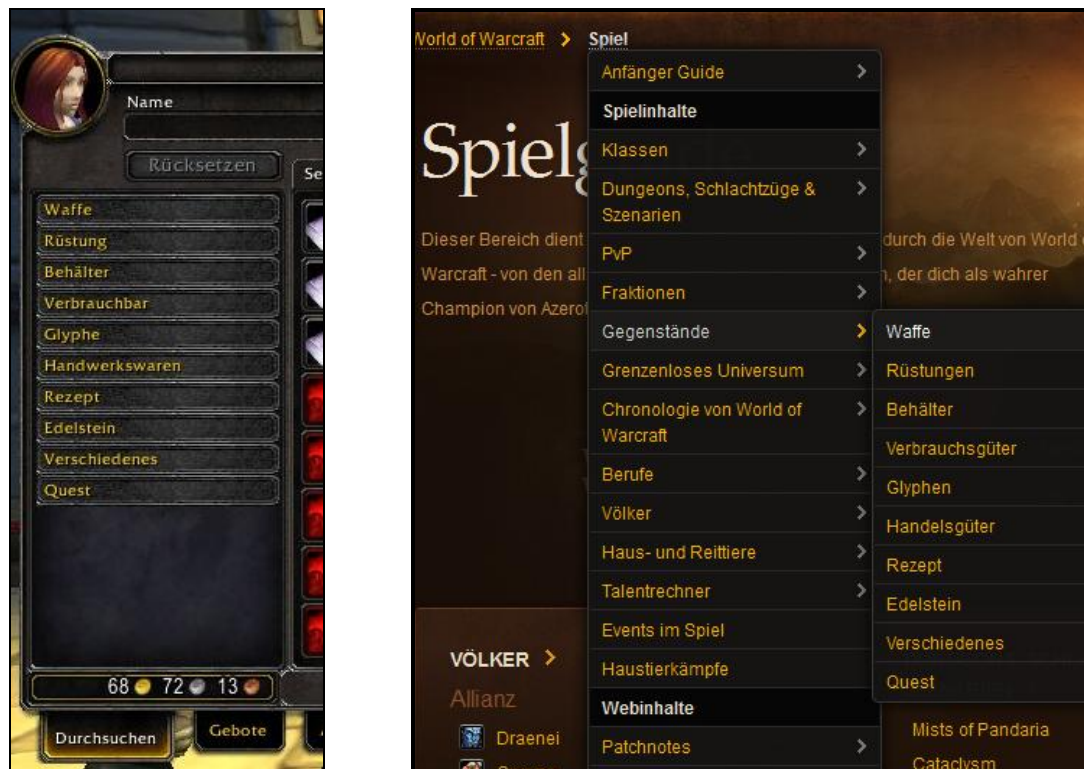 Name
Rücksetzen
Se
Waffe
Rüstung
Behälter
Verbrauchbar
Glyphe
Handwerkswaren
Rezept
Edelstein
Verschiedenes
Quest
68 72 13
Durchsuchen
Gebote
World of Warcraft > Spiel
Anfänger Guide
Spielinhalte
Klassen
Dungeons, Schlachtzüge &
Szenarien
PvP
Fraktionen
Gegenstände
Grenzenloses Universum
Chronologie von World of
Warcraft
Berufe
Völker
Haus- und Reittiere
Talentrechner
Events im Spiel
Haustierkämpfe
Webinhalte
Patchnotes
Waffe
Rüstungen
Behälter
Verbrauchsgüter
Glyphen
Handelsgüter
Rezept
Edelstein
Verschiedenes
Quest
Spielg
Dieser Bereich dient durch die Welt von World
Warcraft - von den all , der dich als wahrer
Champion von Azerot
VÖLKER >
Allianz
Draenei
Mists of Pandaria
Cataclysm